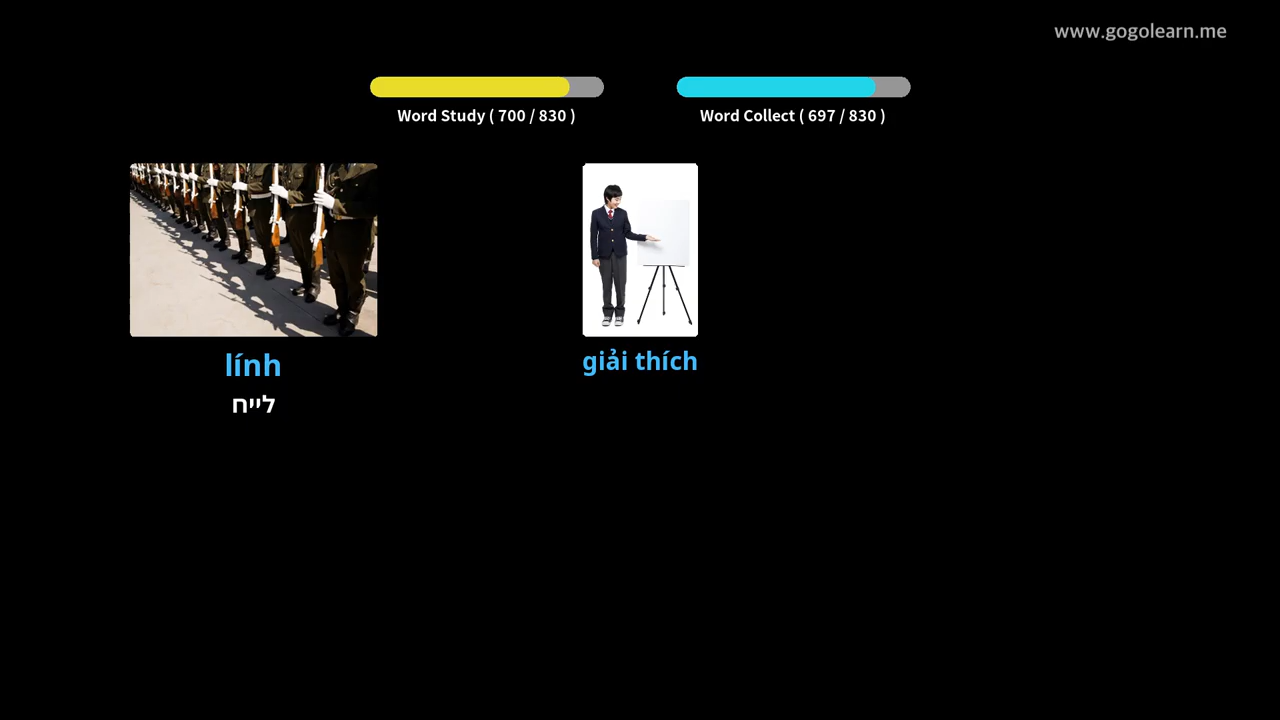 www.gogolearn.me
Word Study ( 700 / 830 )
Word Collect ( 697 / 830 )
lính
לייח
giải thích